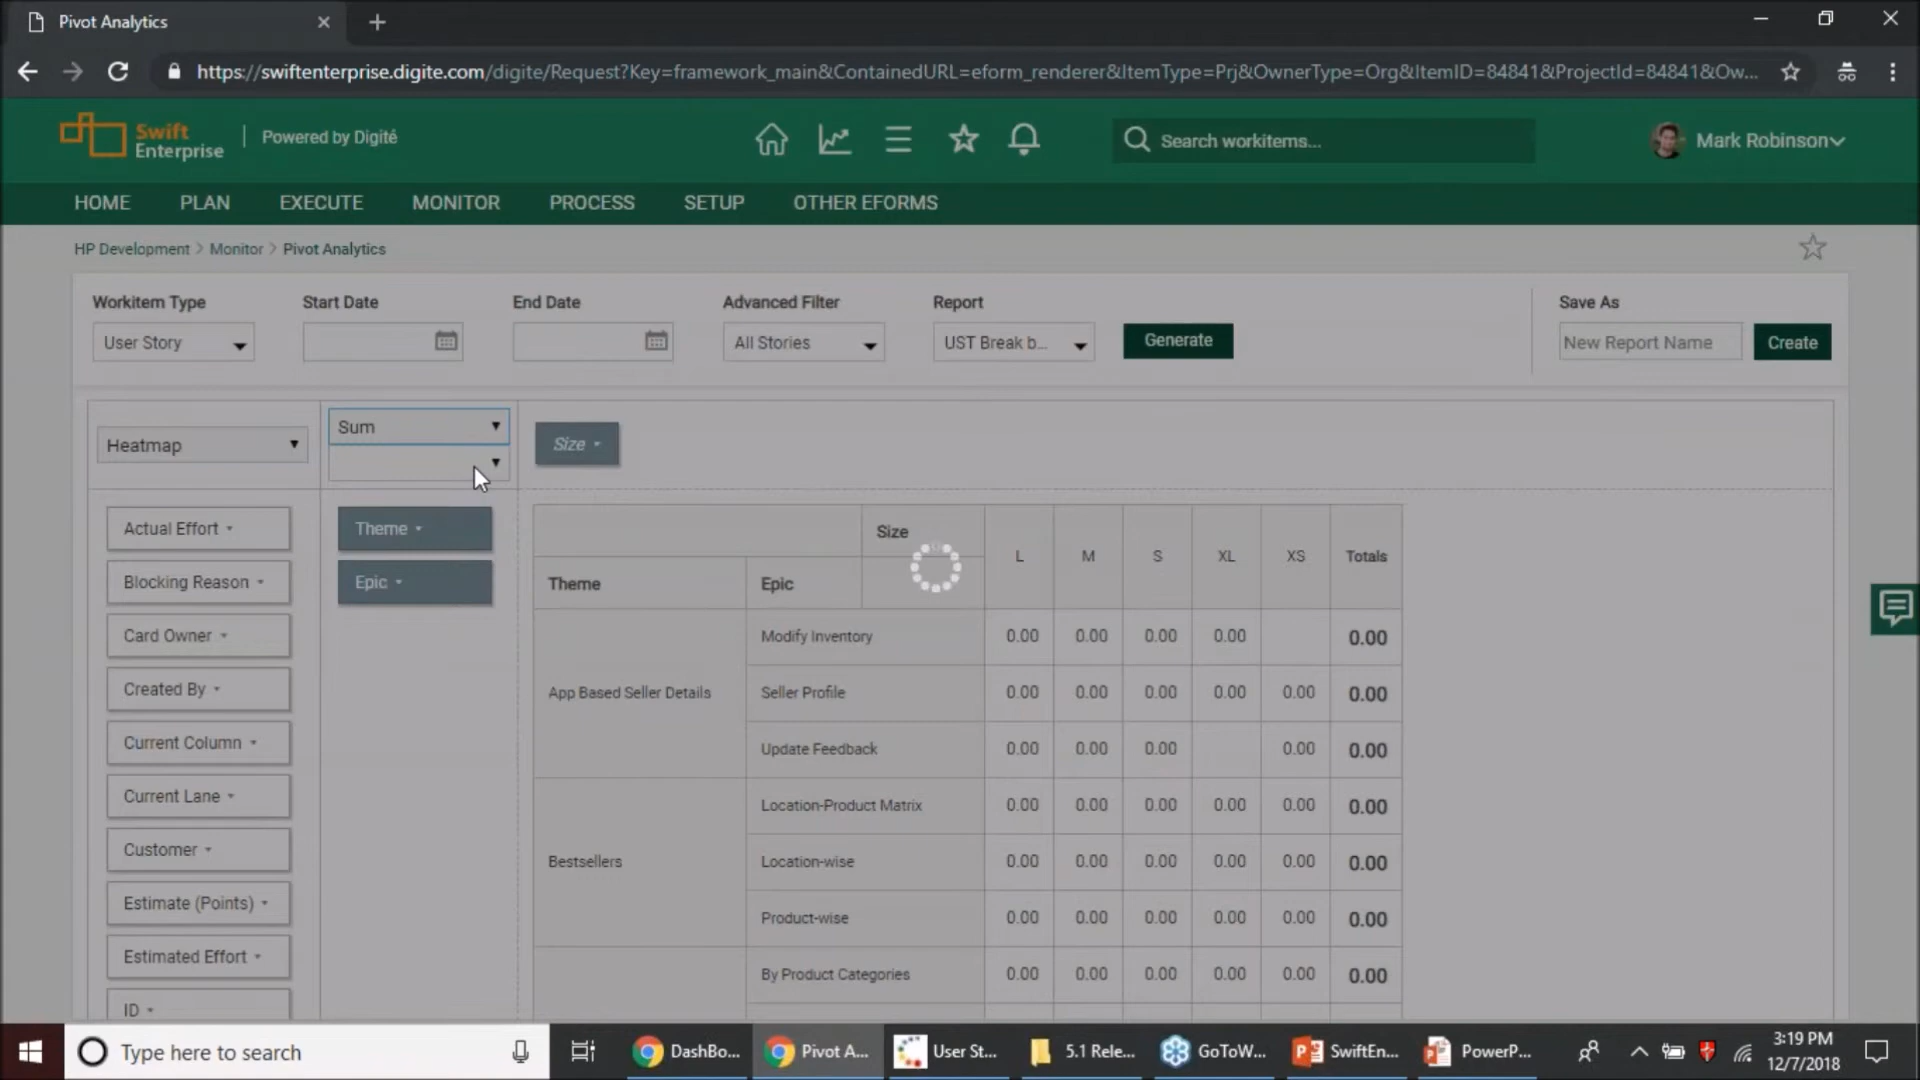 Pivot Analytics
https://swiftenterprise.digite.com/digite/Request?Key=framework_main&ContainedURL=eform_renderer&ItemType=Prj&OwnerType=Org&ItemID=84841&ProjectId=84841&Ow...
Swift Enterprise
Powered by Digité
Search workitems...
Mark Robinson
HOME PLAN EXECUTE MONITOR PROCESS SETUP OTHER EFORMS
HP Development > Monitor > Pivot Analytics
Workitem Type Start Date End Date Advanced Filter Report Save As
User Story All Stories UST Break b... Generate New Report Name Create
Heatmap Sum Size
Actual Effort
Blocking Reason
Card Owner
Created By
Current Column
Current Lane
Customer
Estimate (Points)
Estimated Effort
ID
Theme
Epic
Size L M S XL XS Totals
Theme Epic
App Based Seller Details
Modify Inventory 0.00 0.00 0.00 0.00 0.00
Seller Profile 0.00 0.00 0.00 0.00 0.00 0.00
Update Feedback 0.00 0.00 0.00 0.00 0.00
Bestsellers
Location-Product Matrix 0.00 0.00 0.00 0.00 0.00 0.00
Location-wise 0.00 0.00 0.00 0.00 0.00 0.00
Product-wise 0.00 0.00 0.00 0.00 0.00 0.00
By Product Categories 0.00 0.00 0.00 0.00 0.00 0.00
Type here to search
DashBo...
Pivot A...
User St...
5.1 Rele...
GoToW...
SwiftEn...
PowerP...
3:19 PM
12/7/2018